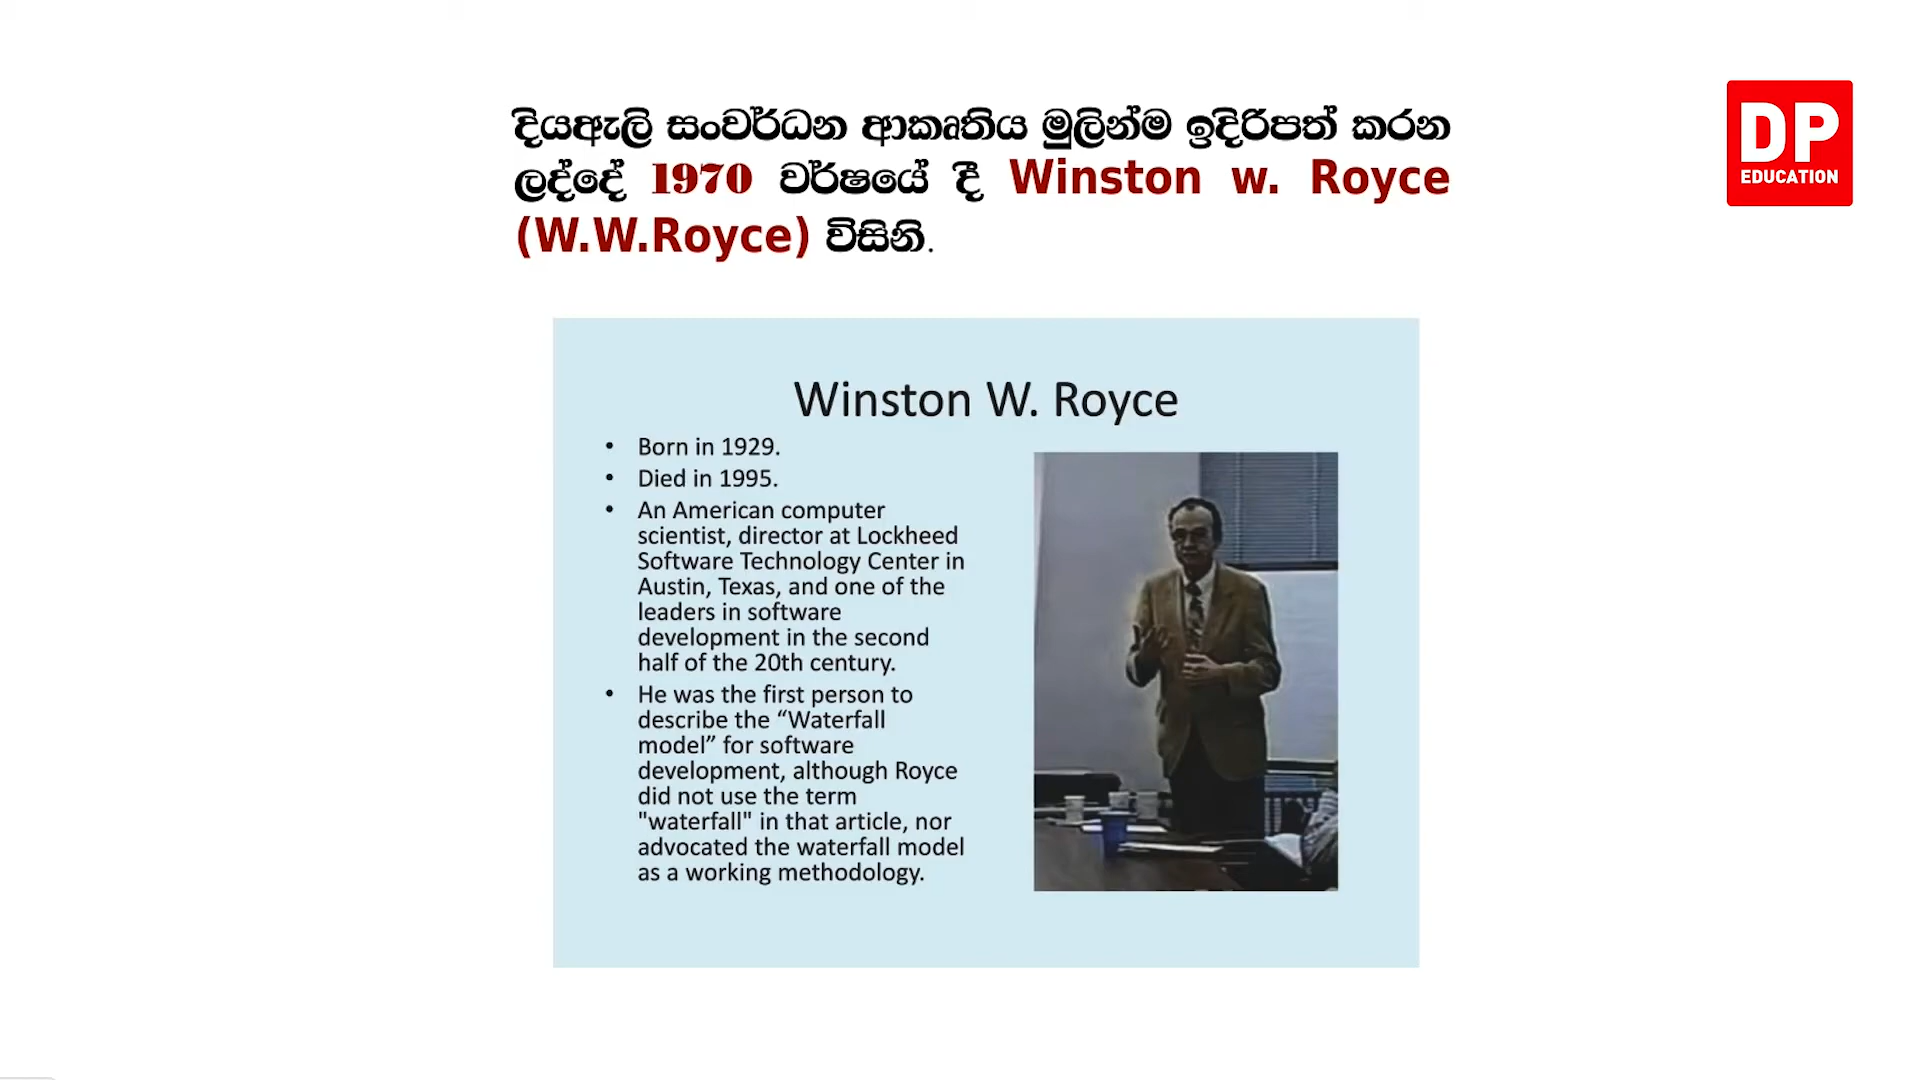 දියඇලි සංවර්ධන ආකෘතිය මුලින්ම ඉදිරිපත් කරන
ලද්දේ 1970 වර්ෂයේ දී Winston w. Royce
(W.W.Royce) විසිනි.
DP
EDUCATION
Winston W. Royce
• Born in 1929.
• Died in 1995.
• An American computer
scientist, director at Lockheed
Software Technology Center in
Austin, Texas, and one of the
leaders in software
development in the second
half of the 20th century.
• He was the first person to
describe the “Waterfall
model” for software
development, although Royce
did not use the term
"waterfall" in that article, nor
advocated the waterfall model
as a working methodology.